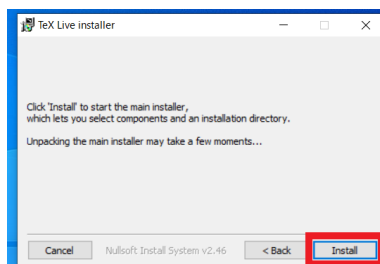 TeX Live installer
Click 'Install' to start the main installer,
which lets you select components and an installation directory.
Unpacking the main installer may take a few moments...
Cancel
Nullsoft Install System v2.46
< Back
Install